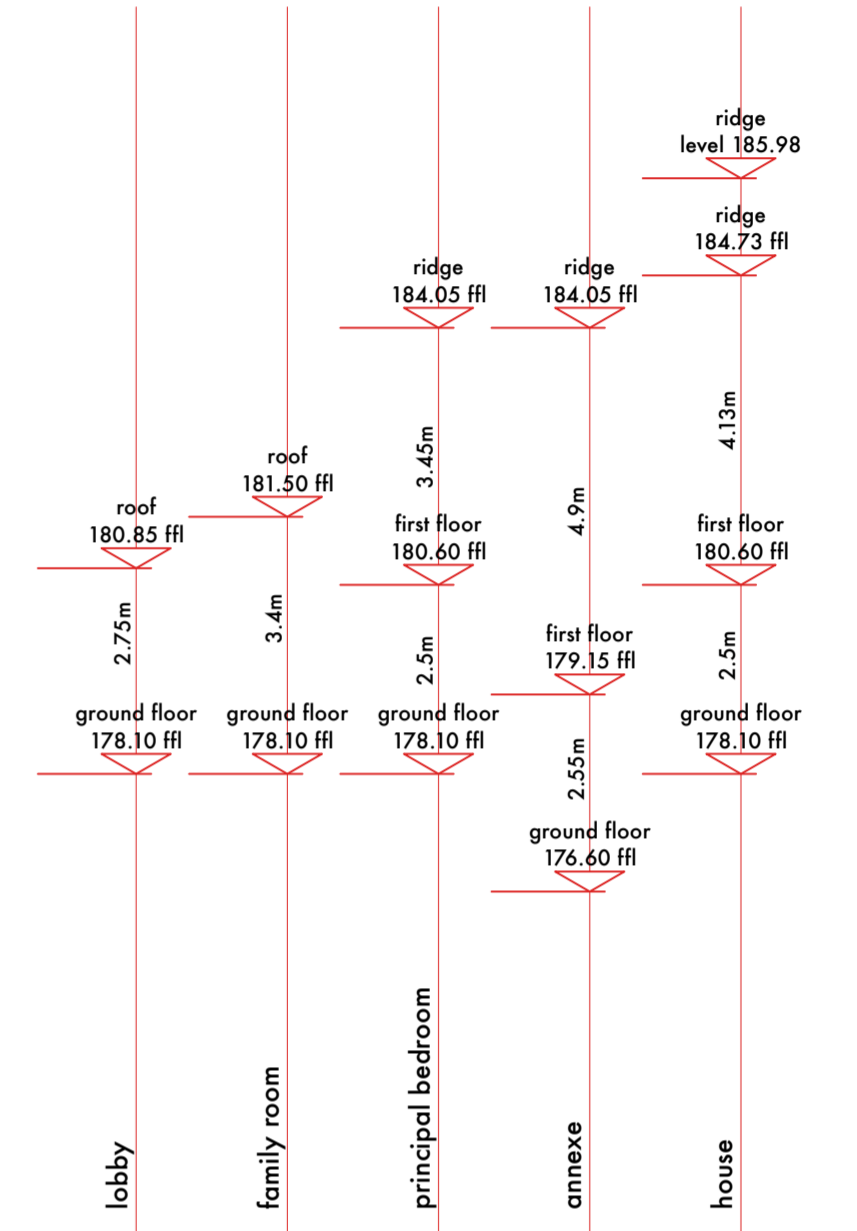 ridge
level 185.98
ridge
184.73 ffl
ridge
184.05 ffl
ridge
184.05 ffl
4.13m
3.45m
roof
181.50 ffl
4.9m
roof
180.85 ffl
first floor
180.60 ffl
first floor
180.60 ffl
2.75m
3.4m
2.5m
2.5m
first floor
179.15 ffl
ground floor
178.10 ffl
ground floor
178.10 ffl
ground floor
178.10 ffl
ground floor
178.10 ffl
2.55m
ground floor
176.60 ffl
lobby
family room
principal bedroom
annexe
house